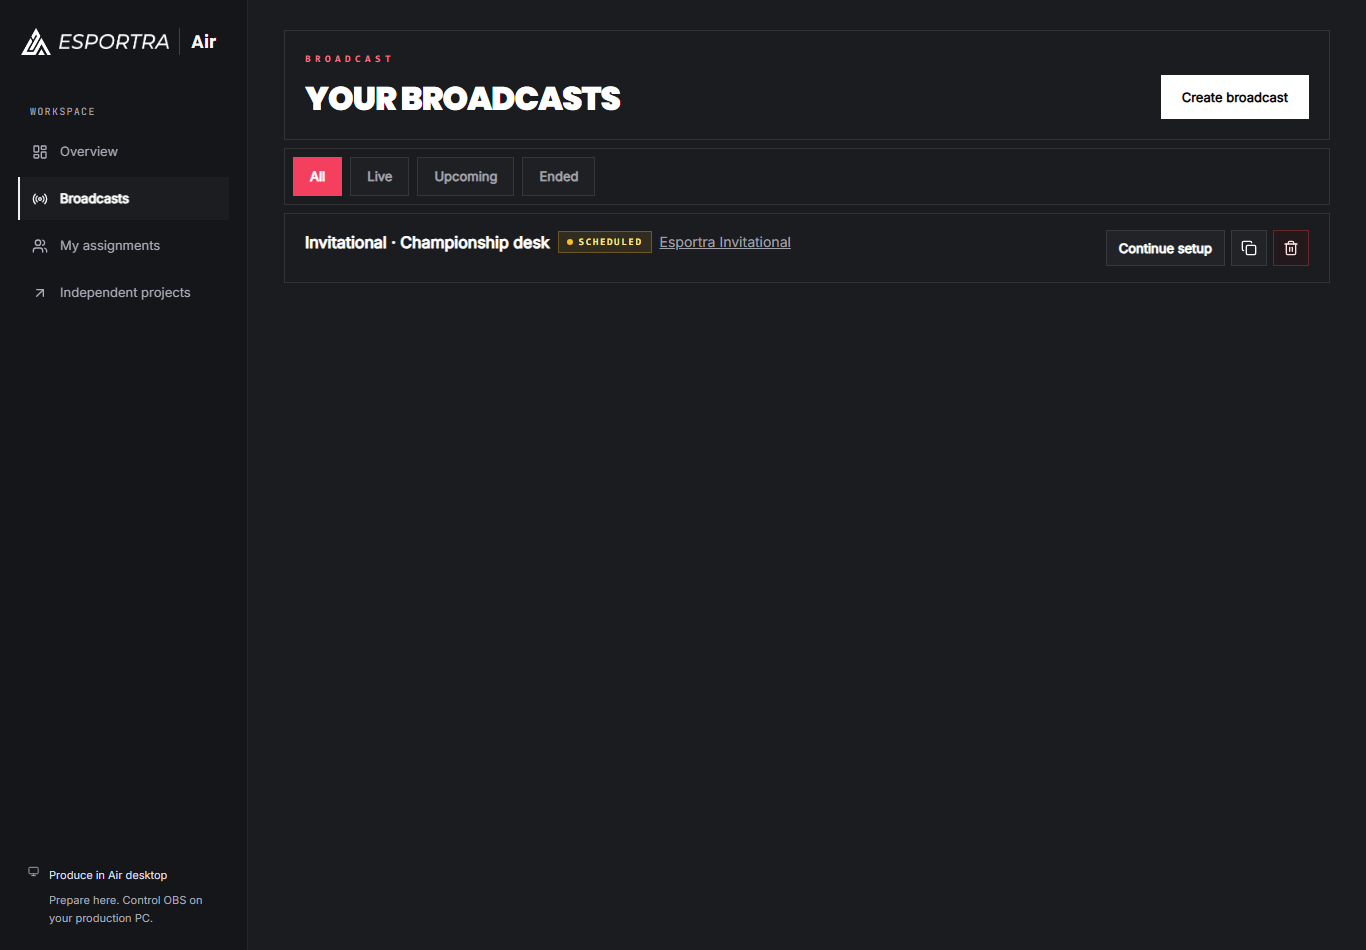 ESPORTRA Air
WORKSPACE
Overview
Broadcasts
My assignments
Independent projects
Produce in Air desktop
Prepare here. Control OBS on
your production PC.
BROADCAST
YOUR BROADCASTS
Create broadcast
All Live Upcoming Ended
Invitational · Championship desk SCHEDULED Esportra Invitational Continue setup